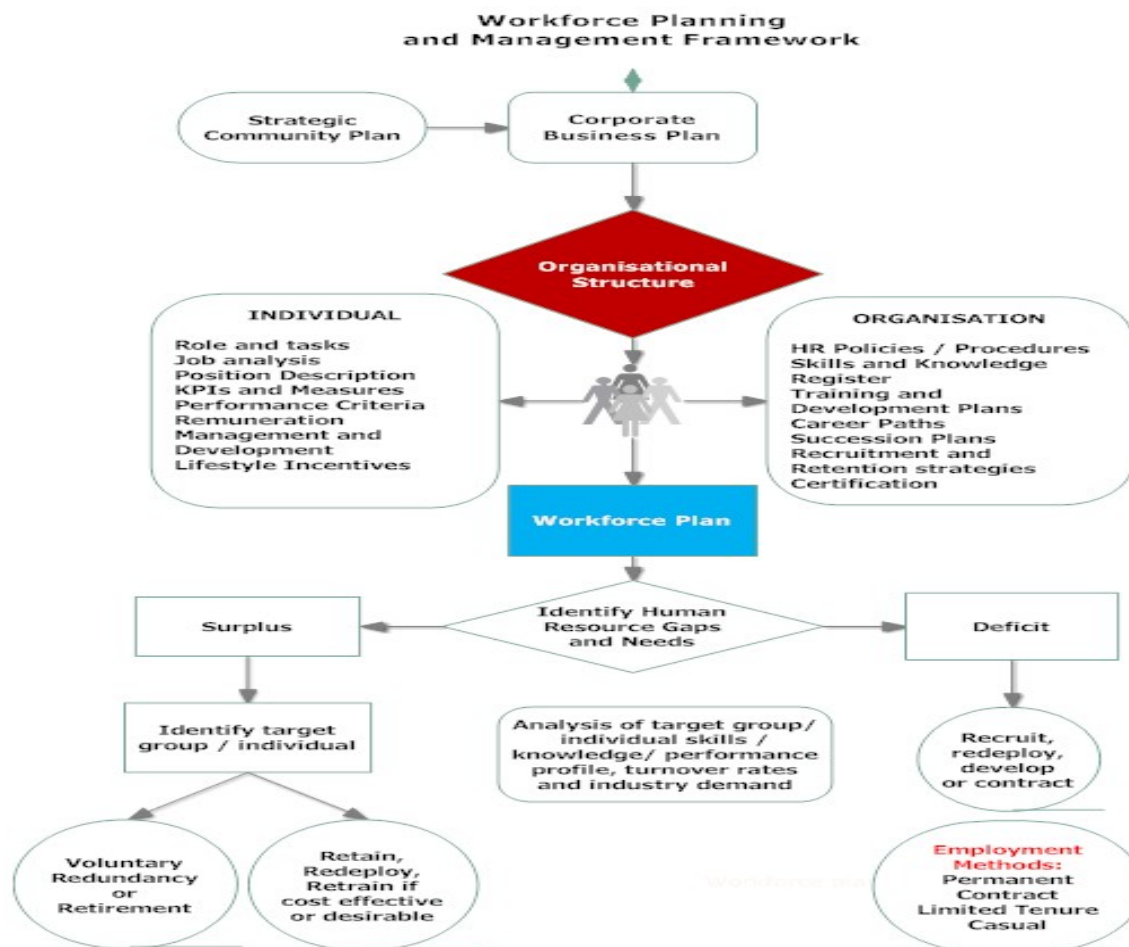 Workforce Planning
and Management Framework
Strategic
Community Plan
Corporate
Business Plan
Organisational
Structure
INDIVIDUAL
Role and tasks
Job analysis
Position Description
KPIs and Measures
Performance Criteria
Remuneration
Management and
Development
Lifestyle Incentives
ORGANISATION
HR Policies / Procedures
Skills and Knowledge
Register
Training and
Development Plans
Career Paths
Succession Plans
Recruitment and
Retention strategies
Certification
Workforce Plan
Surplus
Identify Human
Resource Gaps
and Needs
Deficit
Identify target
group / individual
Analysis of target group/
individual skills /
knowledge/ performance
profile, turnover rates
and industry demand
Recruit,
redeploy,
develop
or contract
Voluntary
Redundancy
or
Retirement
Retain,
Redeploy,
Retrain if
cost effective
or desirable
Employment
Methods:
Permanent
Contract
Limited Tenure
Casual